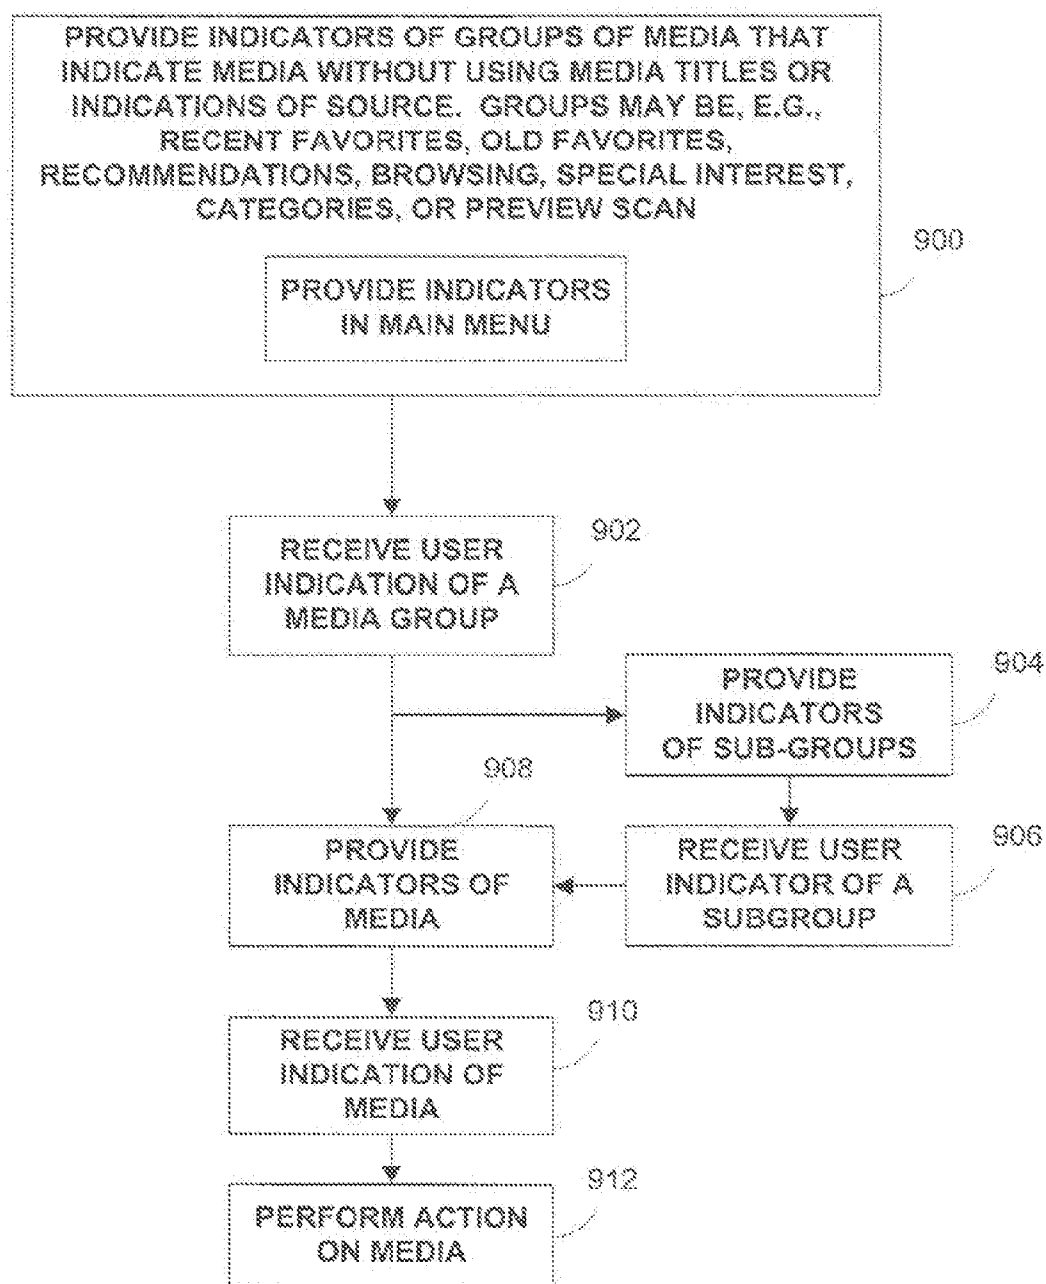 PROVIDE INDICATORS OF GROUPS OF MEDIA THAT
INDICATE MEDIA WITHOUT USING MEDIA TITLES OR
INDICATIONS OF SOURCE. GROUPS MAY BE, E.G.,
RECENT FAVORITES, OLD FAVORITES,
RECOMMENDATIONS, BROWSING, SPECIAL INTEREST,
CATEGORIES, OR PREVIEW SCAN
900
PROVIDE INDICATORS
IN MAIN MENU
902
RECEIVE USER
INDICATION OF A
MEDIA GROUP
904
PROVIDE
INDICATORS
OF SUB-GROUPS
908
PROVIDE
INDICATORS OF
MEDIA
906
RECEIVE USER
INDICATOR OF A
SUBGROUP
910
RECEIVE USER
INDICATION OF
MEDIA
912
PERFORM ACTION
ON MEDIA